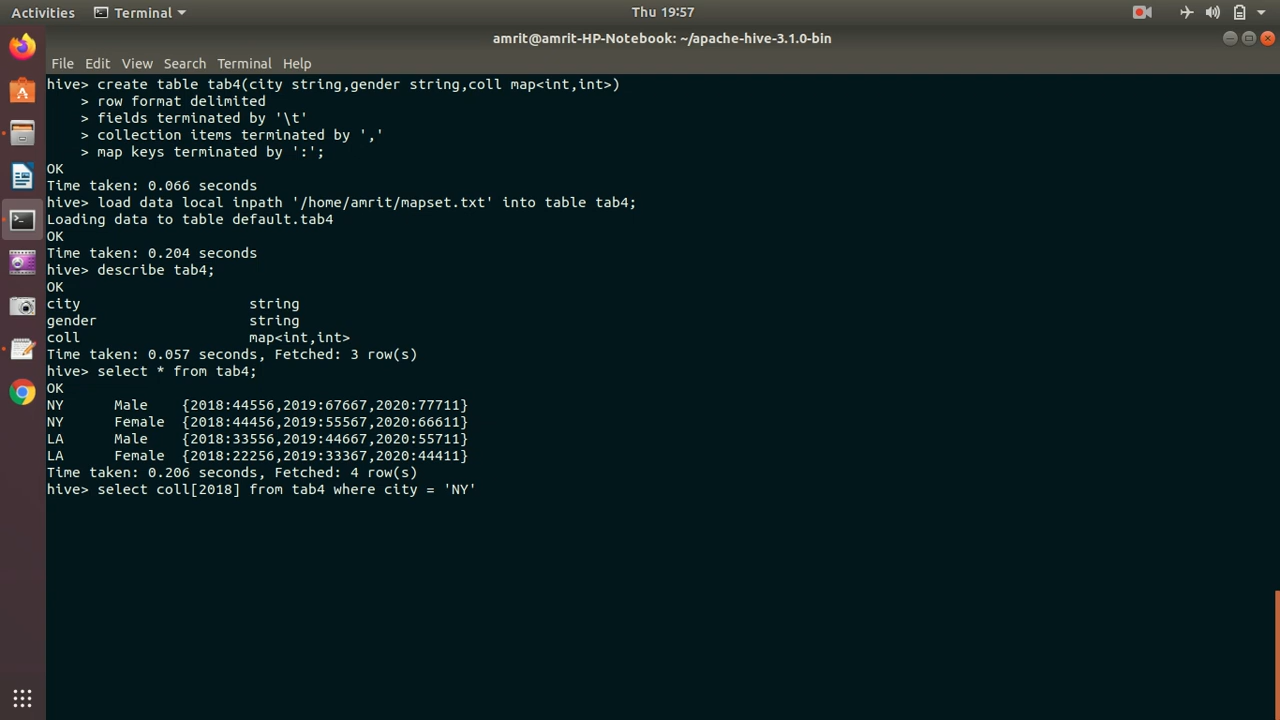 Activities Terminal Thu 19:57
amrit@amrit-HP-Notebook: ~/apache-hive-3.1.0-bin
File Edit View Search Terminal Help
hive> create table tab4(city string,gender string,coll map<int,int>)
    > row format delimited
    > fields terminated by '\t'
    > collection items terminated by ','
    > map keys terminated by ':';
OK
Time taken: 0.066 seconds
hive> load data local inpath '/home/amrit/mapset.txt' into table tab4;
Loading data to table default.tab4
OK
Time taken: 0.204 seconds
hive> describe tab4;
OK
city                	string
gender              	string
coll                	map<int,int>
Time taken: 0.057 seconds, Fetched: 3 row(s)
hive> select * from tab4;
OK
NY	Male	{2018:44556,2019:67667,2020:77711}
NY	Female	{2018:44456,2019:55567,2020:66611}
LA	Male	{2018:33556,2019:44667,2020:55711}
LA	Female	{2018:22256,2019:33367,2020:44411}
Time taken: 0.206 seconds, Fetched: 4 row(s)
hive> select coll[2018] from tab4 where city = 'NY'